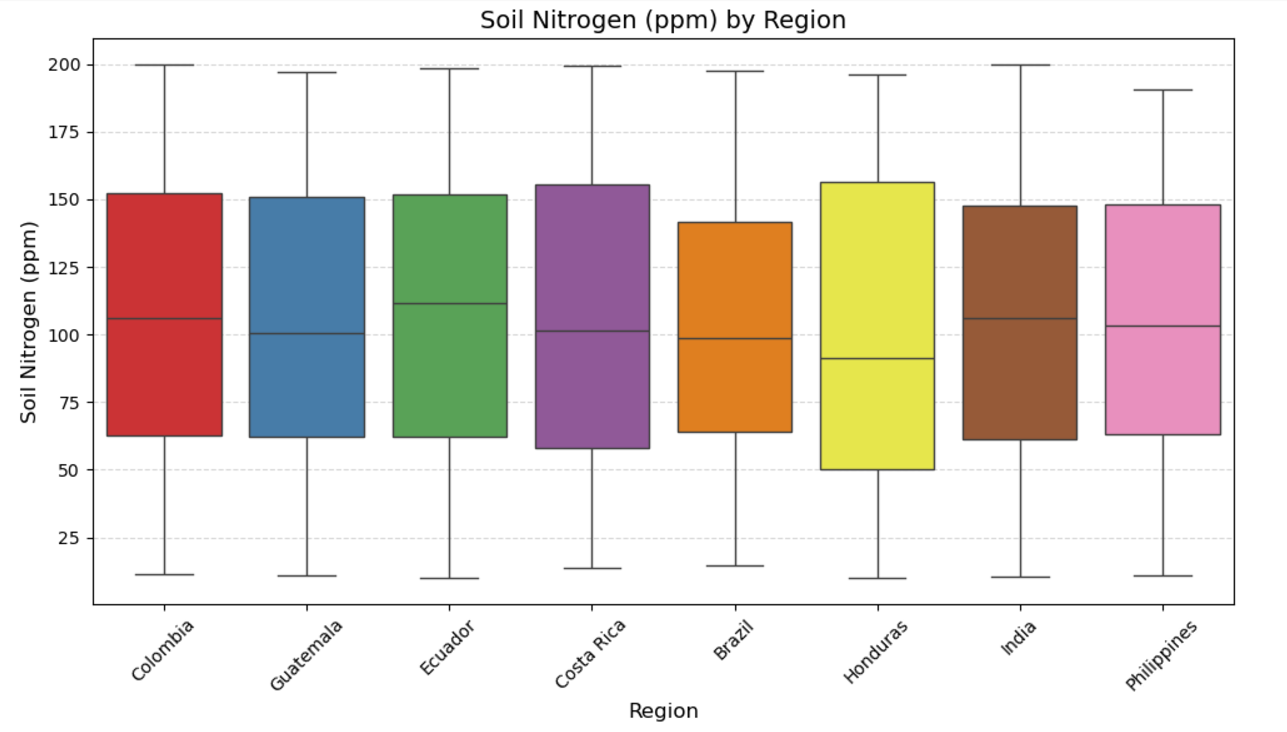 Soil Nitrogen (ppm) by Region
Soil Nitrogen (ppm)
200
175
150
125
100
75
50
25
Colombia
Guatemala
Ecuador
Costa Rica
Brazil
Honduras
India
Philippines
Region